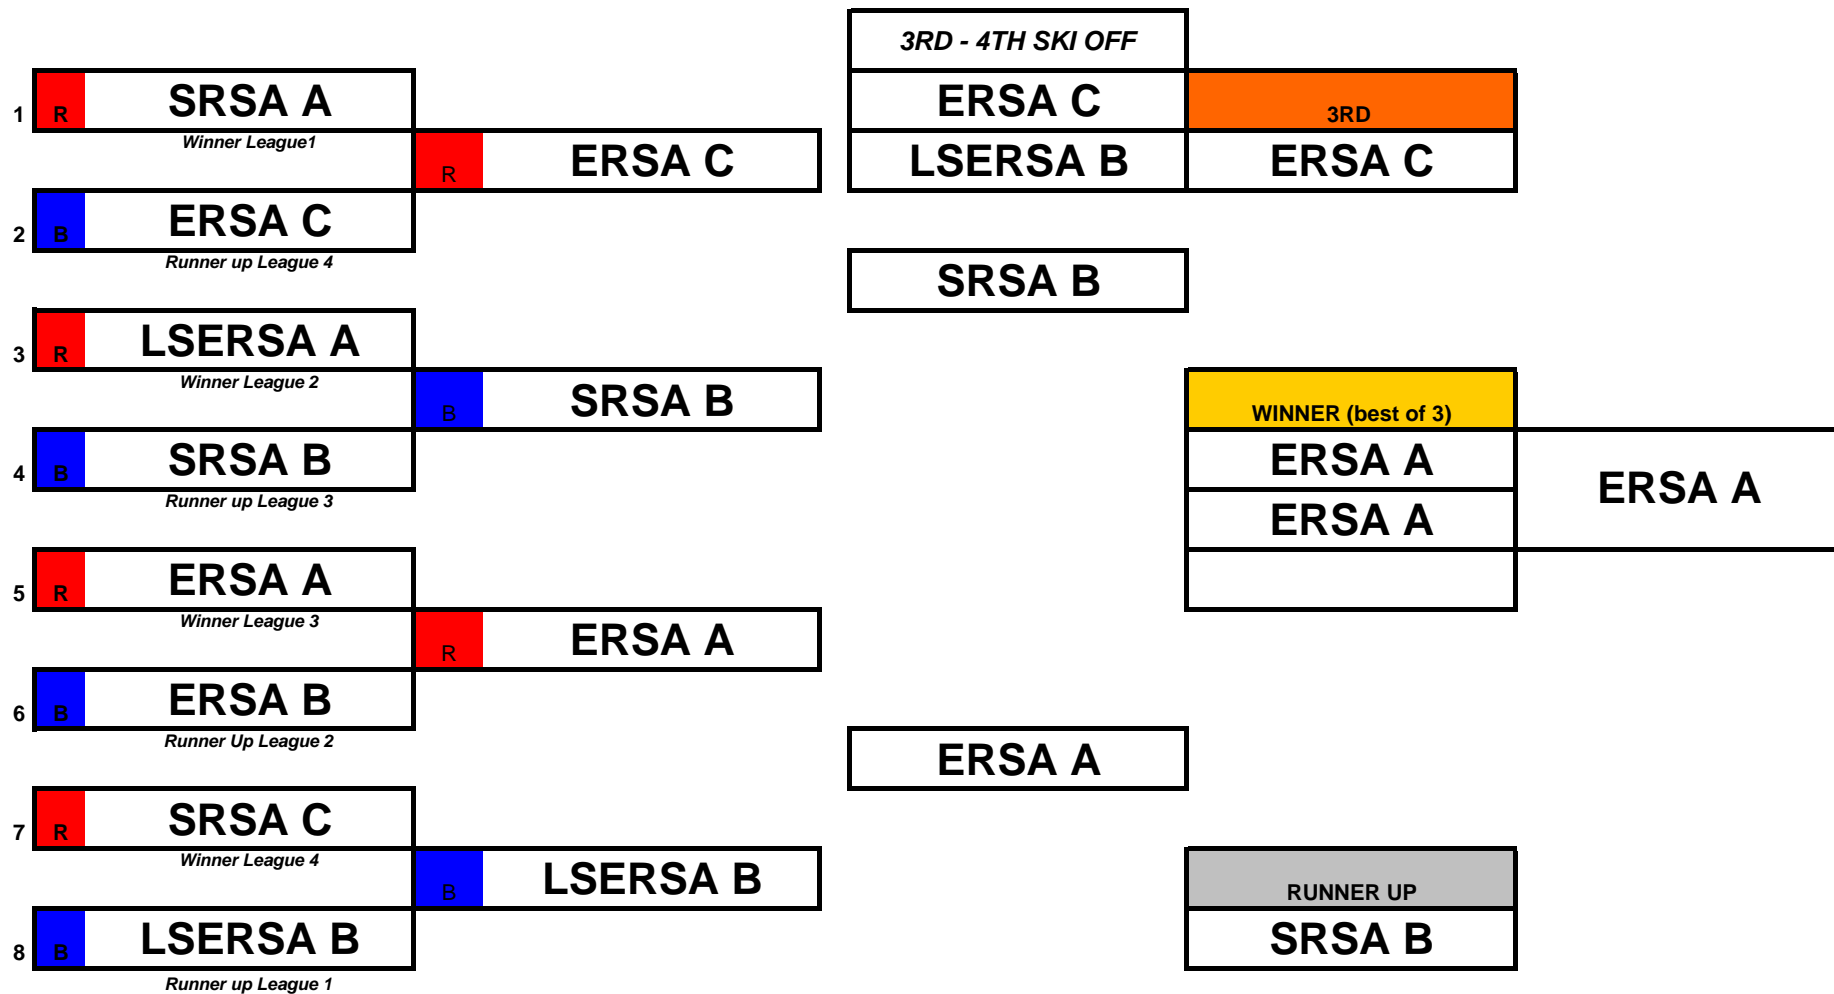 3RD - 4TH SKI OFF
1 R SRSA A
Winner League1
ERSA C
3RD
R ERSA C
LSERSA B
ERSA C
2 B ERSA C
Runner up League 4
SRSA B
3 R LSERSA A
Winner League 2
B SRSA B
WINNER (best of 3)
4 B SRSA B
Runner up League 3
ERSA A
ERSA A
ERSA A
5 R ERSA A
Winner League 3
R ERSA A
6 B ERSA B
Runner Up League 2
ERSA A
7 R SRSA C
Winner League 4
B LSERSA B
RUNNER UP
8 B LSERSA B
Runner up League 1
SRSA B